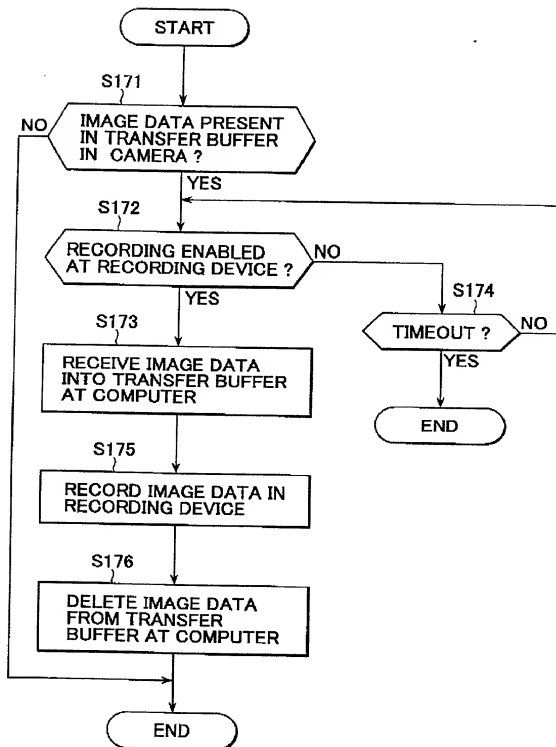 START
S171
NO
IMAGE DATA PRESENT
IN TRANSFER BUFFER
IN CAMERA ?
YES
S172
RECORDING ENABLED
AT RECORDING DEVICE ?
NO
YES
S174
TIMEOUT ?
NO
YES
END
S173
RECEIVE IMAGE DATA
INTO TRANSFER BUFFER
AT COMPUTER
S175
RECORD IMAGE DATA IN
RECORDING DEVICE
S176
DELETE IMAGE DATA
FROM TRANSFER
BUFFER AT COMPUTER
END